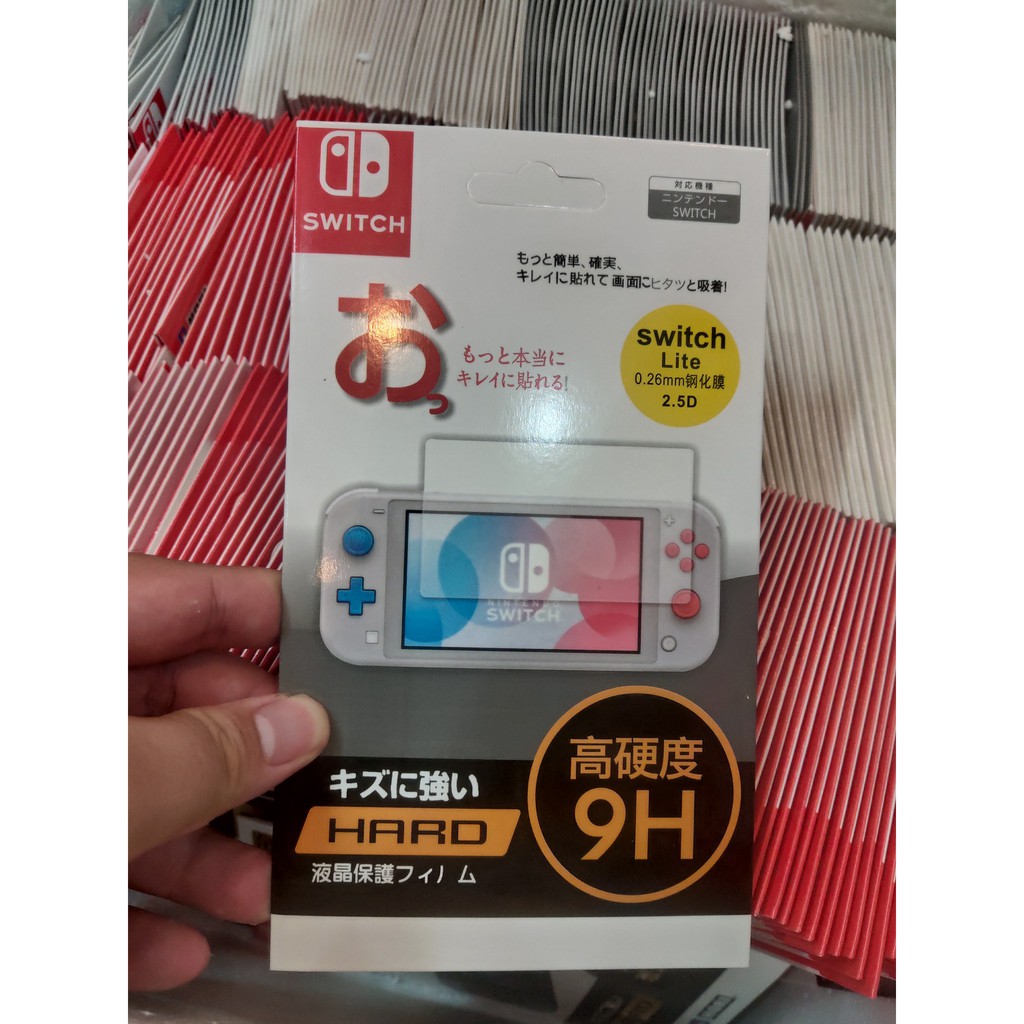 SWITCH
対応機種
ニンテンドー
SWITCH
もっと簡単、確実、
キレイに貼れて画面にヒタッと吸着!
おっ
もっと本当に
キレイに貼れる!
switch
Lite
0.26mm钢化膜
2.5D
NINTENDO
SWITCH
キズに強い
HARD
液晶保護フィルム
高硬度
9H